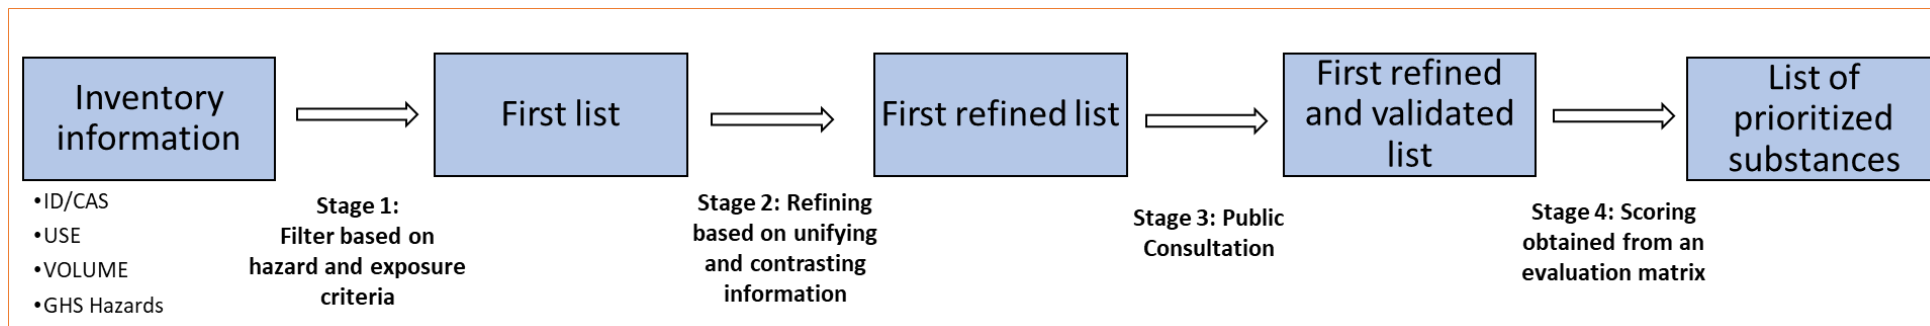 Inventory
information
•ID/CAS
•USE
•VOLUME
•GHS Hazards
Stage 1:
Filter based on
hazard and exposure
criteria
First list
Stage 2: Refining
based on unifying
and contrasting
information
First refined list
Stage 3: Public
Consultation
First refined
and validated
list
Stage 4: Scoring
obtained from an
evaluation matrix
List of
prioritized
substances